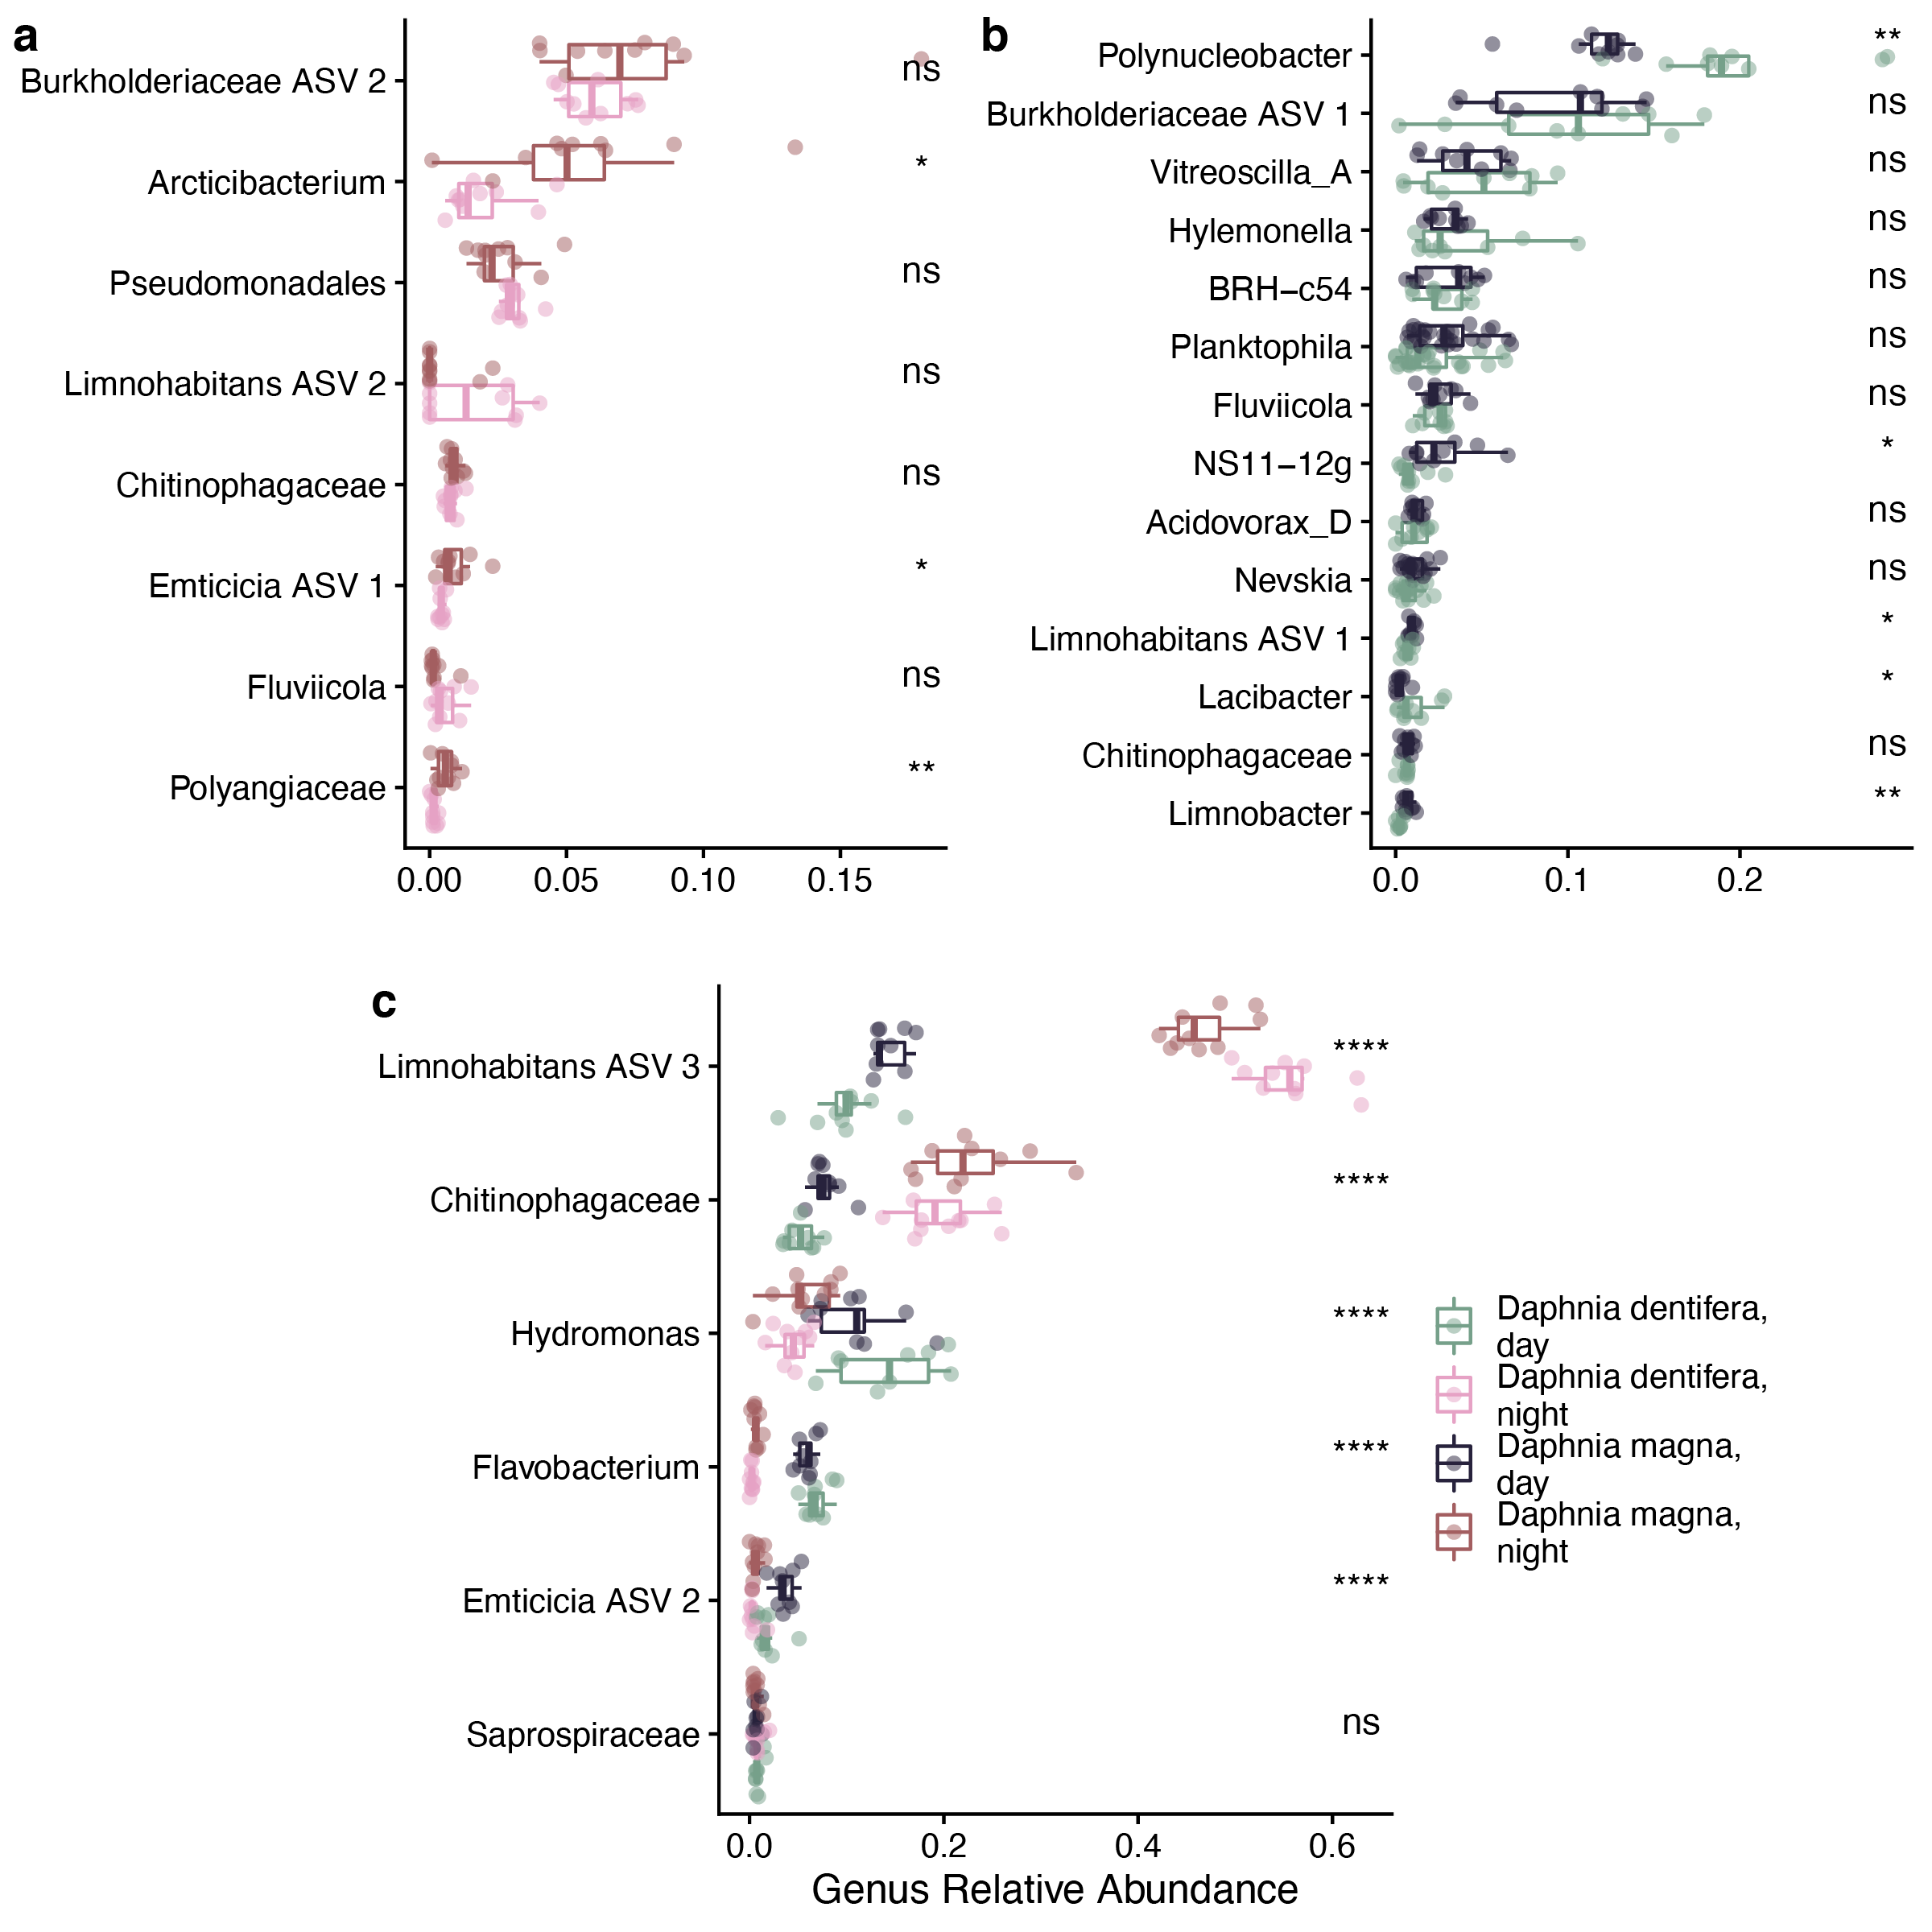 a
Burkholderiaceae ASV 2
ns
Arcticibacterium
*
Pseudomonadales
ns
Limnohabitans ASV 2
ns
Chitinophagaceae
ns
Emticicia ASV 1
*
Fluviicola
ns
Polyangiaceae
**
0.00 0.05 0.10 0.15
b
Polynucleobacter
**
Burkholderiaceae ASV 1
ns
Vitreoscilla_A
ns
Hylemonella
ns
BRH−c54
ns
Planktophila
ns
Fluviicola
ns
NS11−12g
*
Acidovorax_D
ns
Nevskia
ns
Limnohabitans ASV 1
*
Lacibacter
*
Chitinophagaceae
ns
Limnobacter
**
0.0 0.1 0.2
c
Limnohabitans ASV 3
****
Chitinophagaceae
****
Hydromonas
****
Flavobacterium
****
Emticicia ASV 2
****
Saprospiraceae
ns
0.0 0.2 0.4 0.6
Genus Relative Abundance
Daphnia dentifera,
day
Daphnia dentifera,
night
Daphnia magna,
day
Daphnia magna,
night